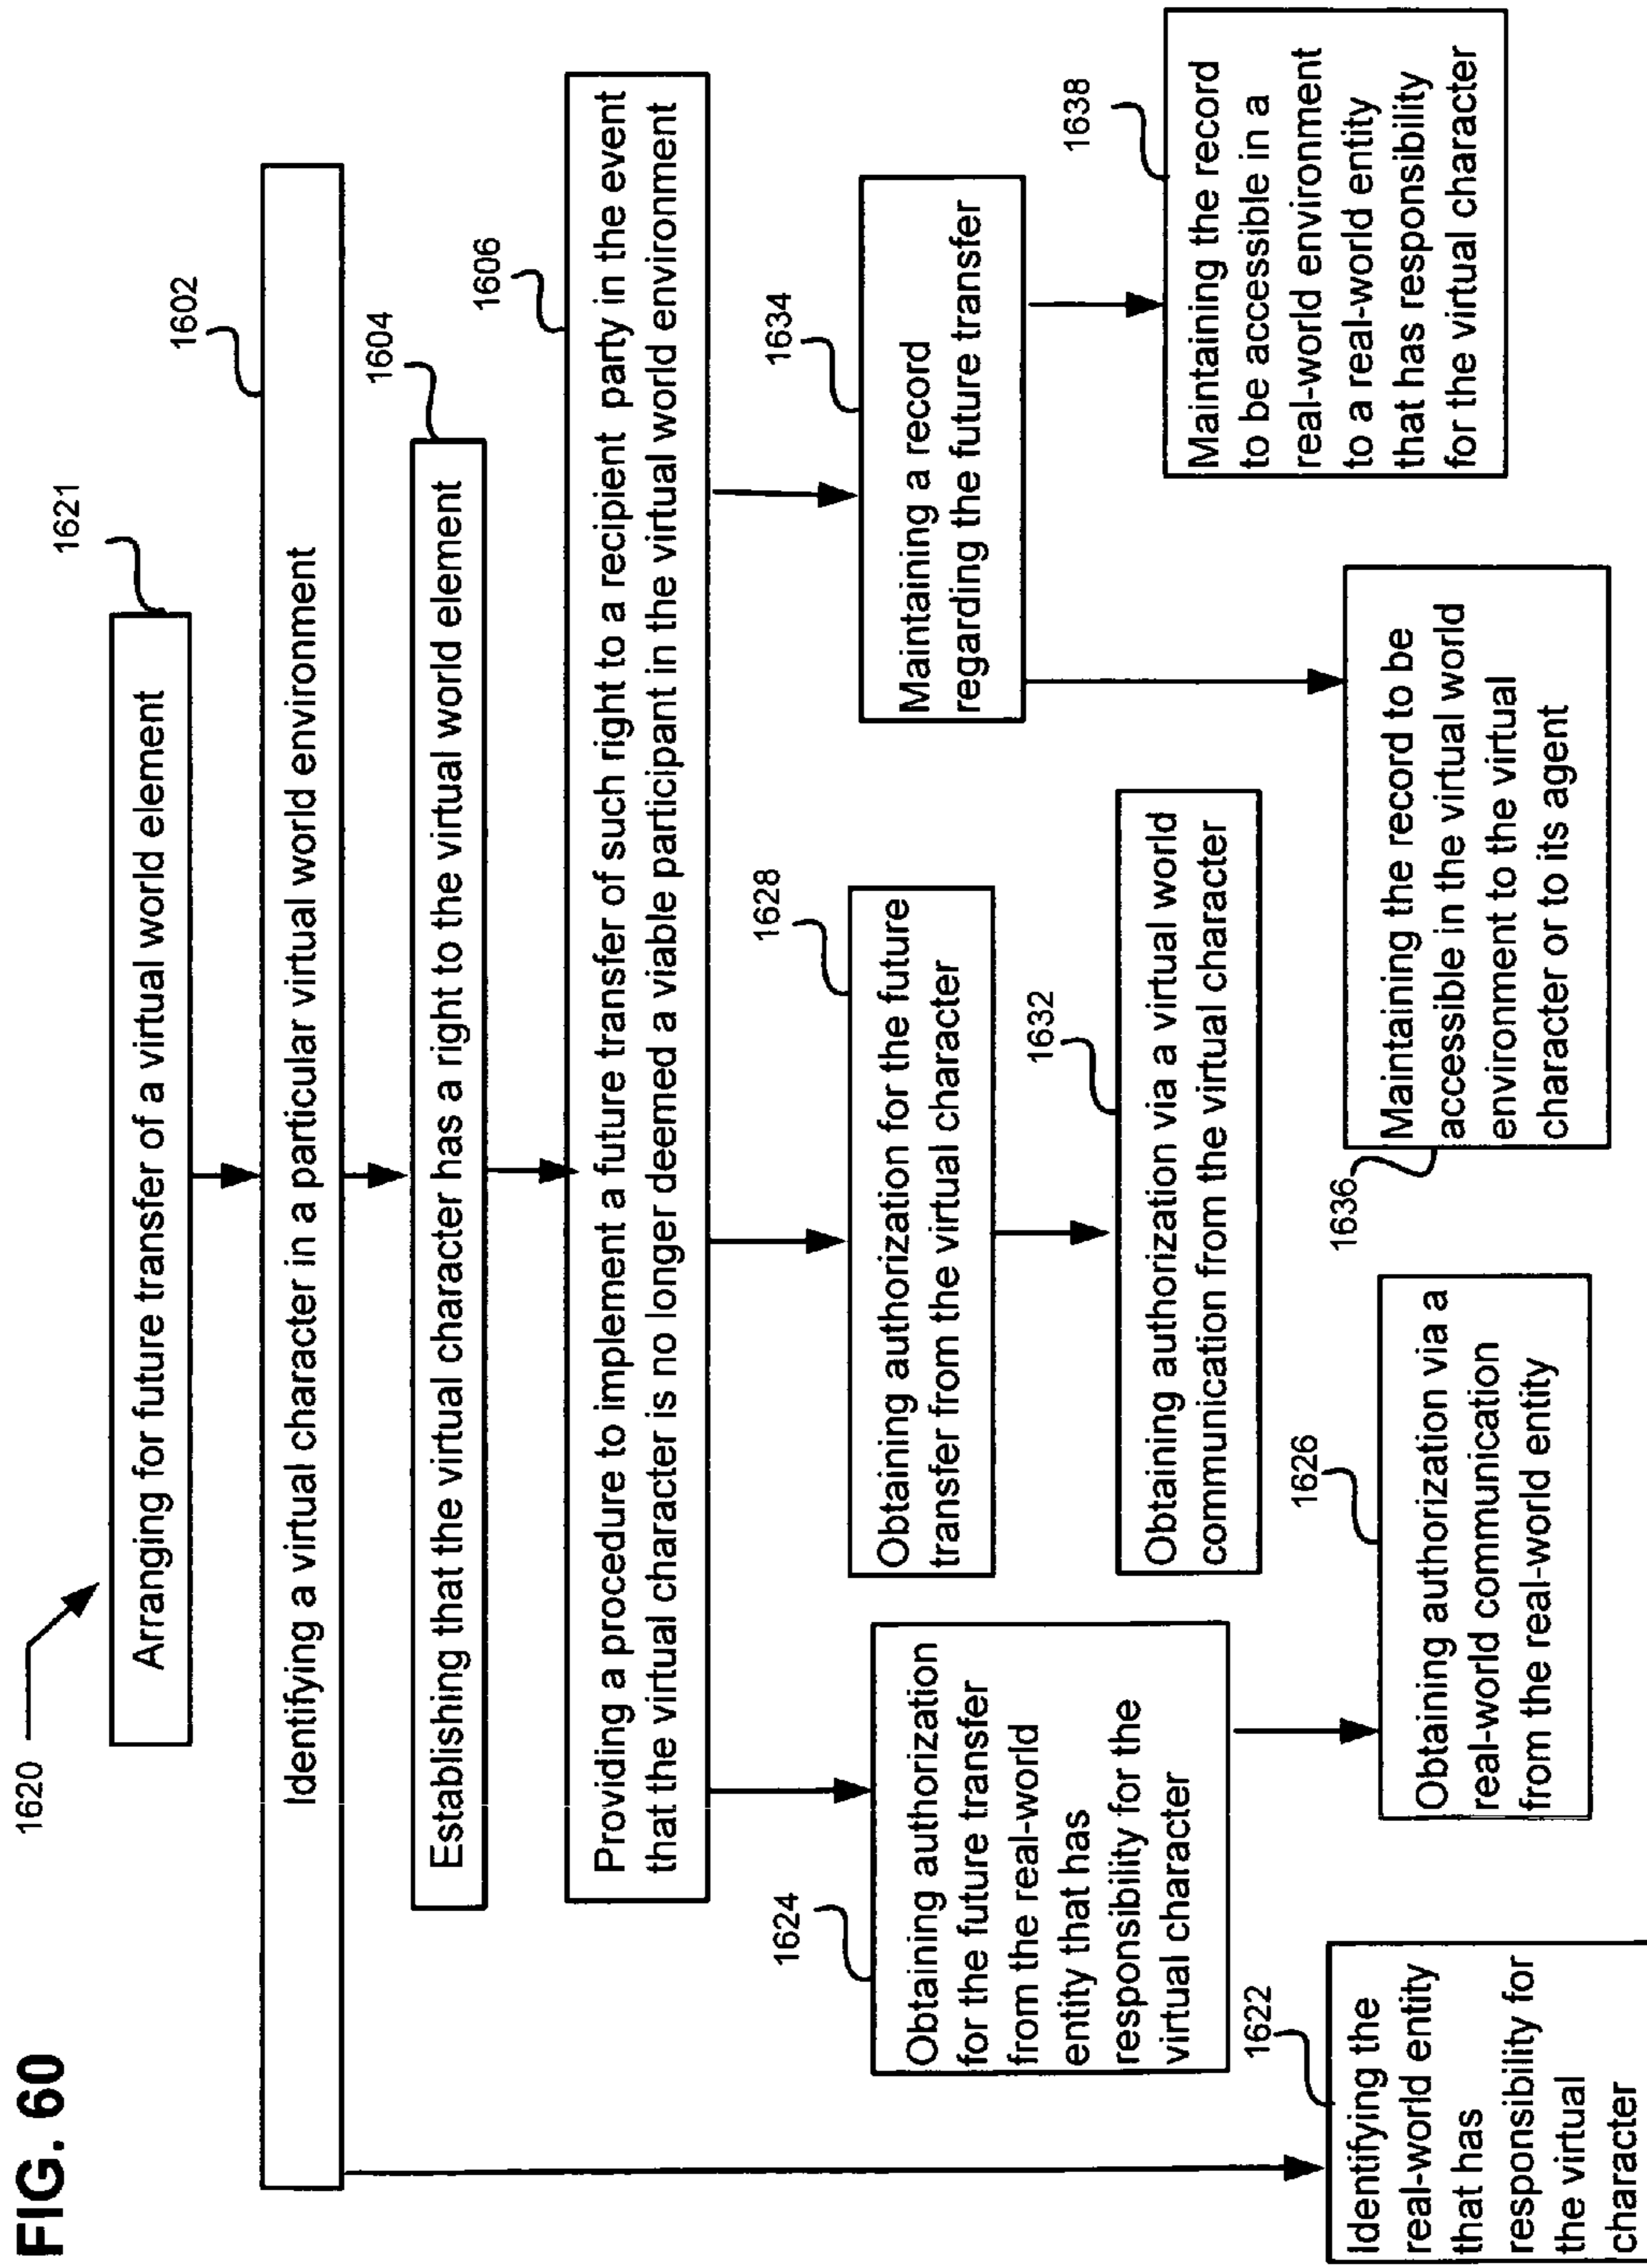 FIG. 60
1620
1621
Arranging for future transfer of a virtual world element
1602
Identifying a virtual character in a particular virtual world environment
1604
Establishing that the virtual character has a right to the virtual world element
1606
Providing a procedure to implement a future transfer of such right to a recipient party in the event
that the virtual character is no longer deemed a viable participant in the virtual world environment
1624
Obtaining authorization
for the future transfer
from the real-world
entity that has
responsibility for the
virtual character
1628
Obtaining authorization for the future
transfer from the virtual character
1634
Maintaining a record
regarding the future transfer
1632
Obtaining authorization via a virtual world
communication from the virtual character
1638
Maintaining the record
to be accessible in a
real-world environment
to a real-world entity
that has responsibility
for the virtual character
1622
Identifying the
real-world entity
that has
responsibility for
the virtual
character
1626
Obtaining authorization via a
real-world communication
from the real-world entity
1636
Maintaining the record to be
accessible in the virtual world
environment to the virtual
character or to its agent